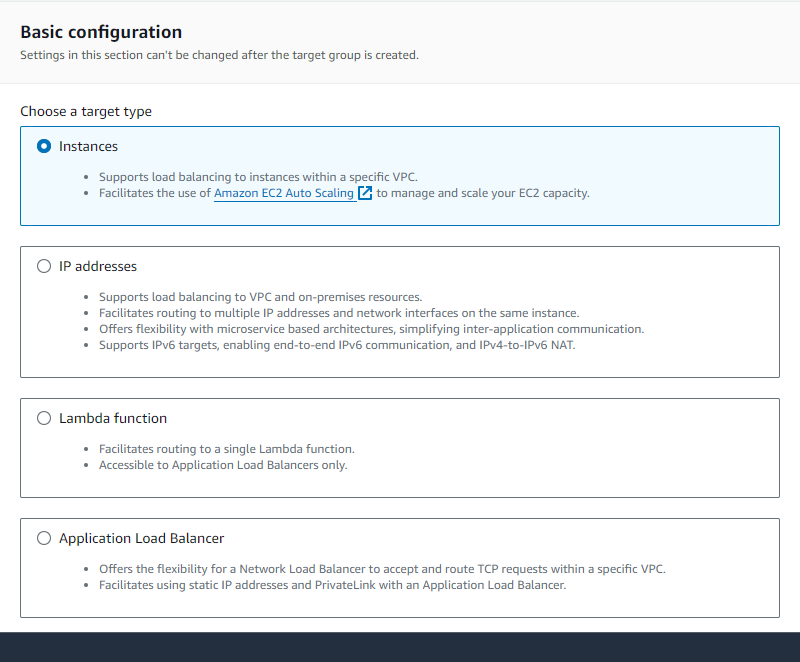 Basic configuration
Settings in this section can't be changed after the target group is created.
Choose a target type
Instances
• Supports load balancing to instances within a specific VPC.
• Facilitates the use of Amazon EC2 Auto Scaling to manage and scale your EC2 capacity.
IP addresses
• Supports load balancing to VPC and on-premises resources.
• Facilitates routing to multiple IP addresses and network interfaces on the same instance.
• Offers flexibility with microservice based architectures, simplifying inter-application communication.
• Supports IPv6 targets, enabling end-to-end IPv6 communication, and IPv4-to-IPv6 NAT.
Lambda function
• Facilitates routing to a single Lambda function.
• Accessible to Application Load Balancers only.
Application Load Balancer
• Offers the flexibility for a Network Load Balancer to accept and route TCP requests within a specific VPC.
• Facilitates using static IP addresses and PrivateLink with an Application Load Balancer.